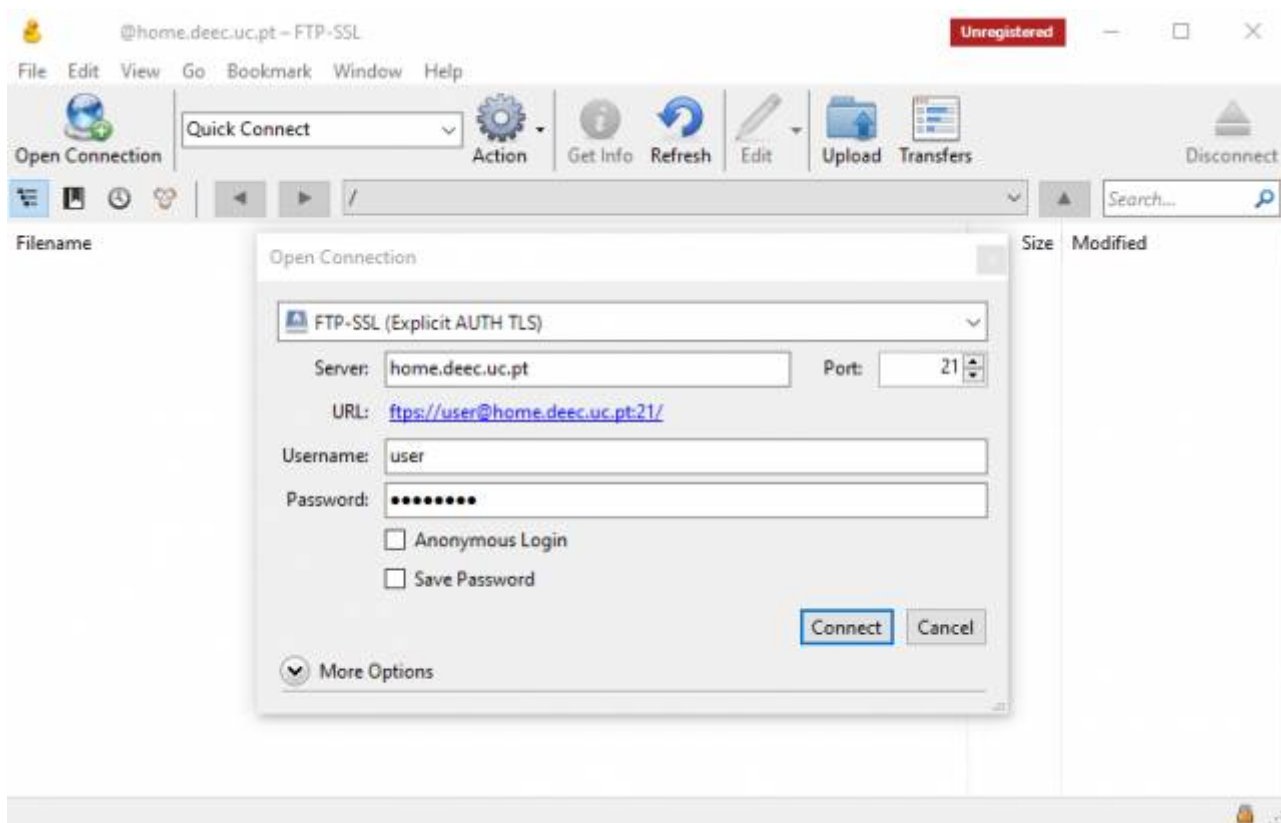 @home.deec.uc.pt – FTP-SSL
Unregistered
File Edit View Go Bookmark Window Help
Quick Connect
Open Connection Action Get Info Refresh Edit Upload Transfers Disconnect
/
Search...
Filename Size Modified
Open Connection
FTP-SSL (Explicit AUTH TLS)
Server: home.deec.uc.pt Port: 21
URL: ftps://user@home.deec.uc.pt:21/
Username: user
Password: ••••••••
Anonymous Login
Save Password
Connect Cancel
More Options